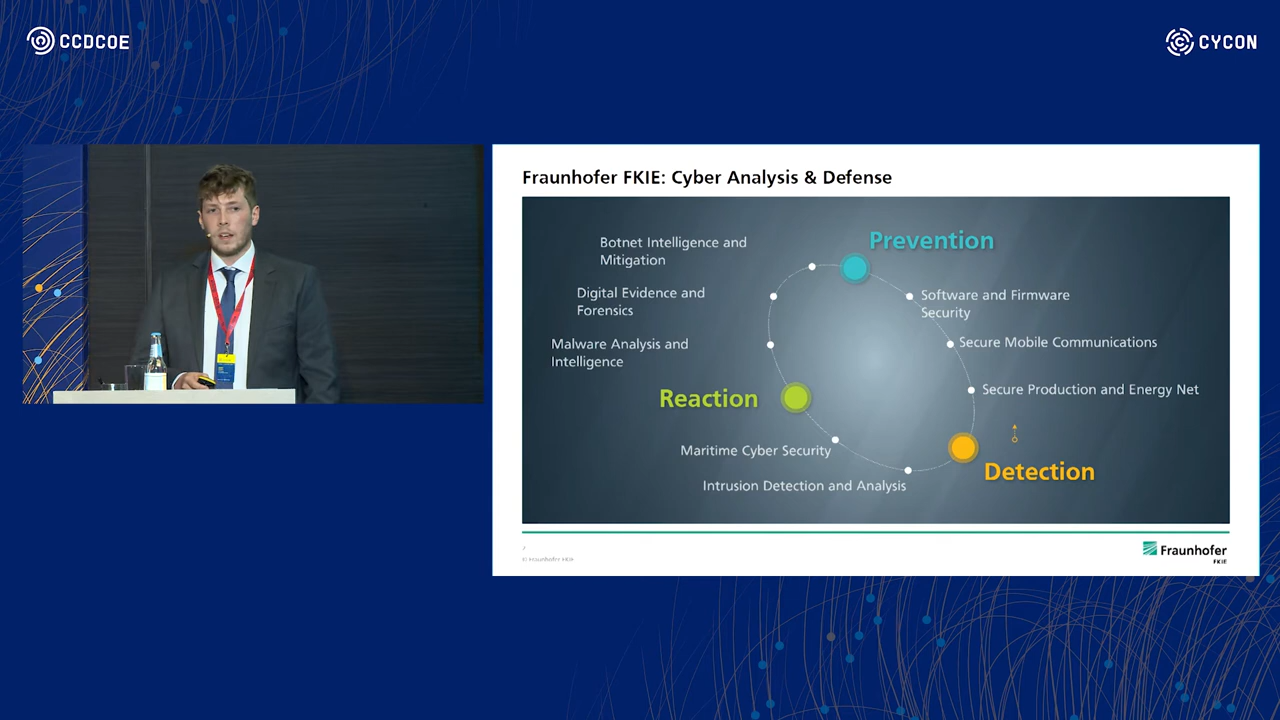 CCDCOE
CYCON
Fraunhofer FKIE: Cyber Analysis & Defense
Botnet Intelligence and
Mitigation
Digital Evidence and
Forensics
Malware Analysis and
Intelligence
Reaction
Maritime Cyber Security
Intrusion Detection and Analysis
Prevention
Software and Firmware
Security
Secure Mobile Communications
Secure Production and Energy Net
Detection
© Fraunhofer FKIE
Fraunhofer
FKIE